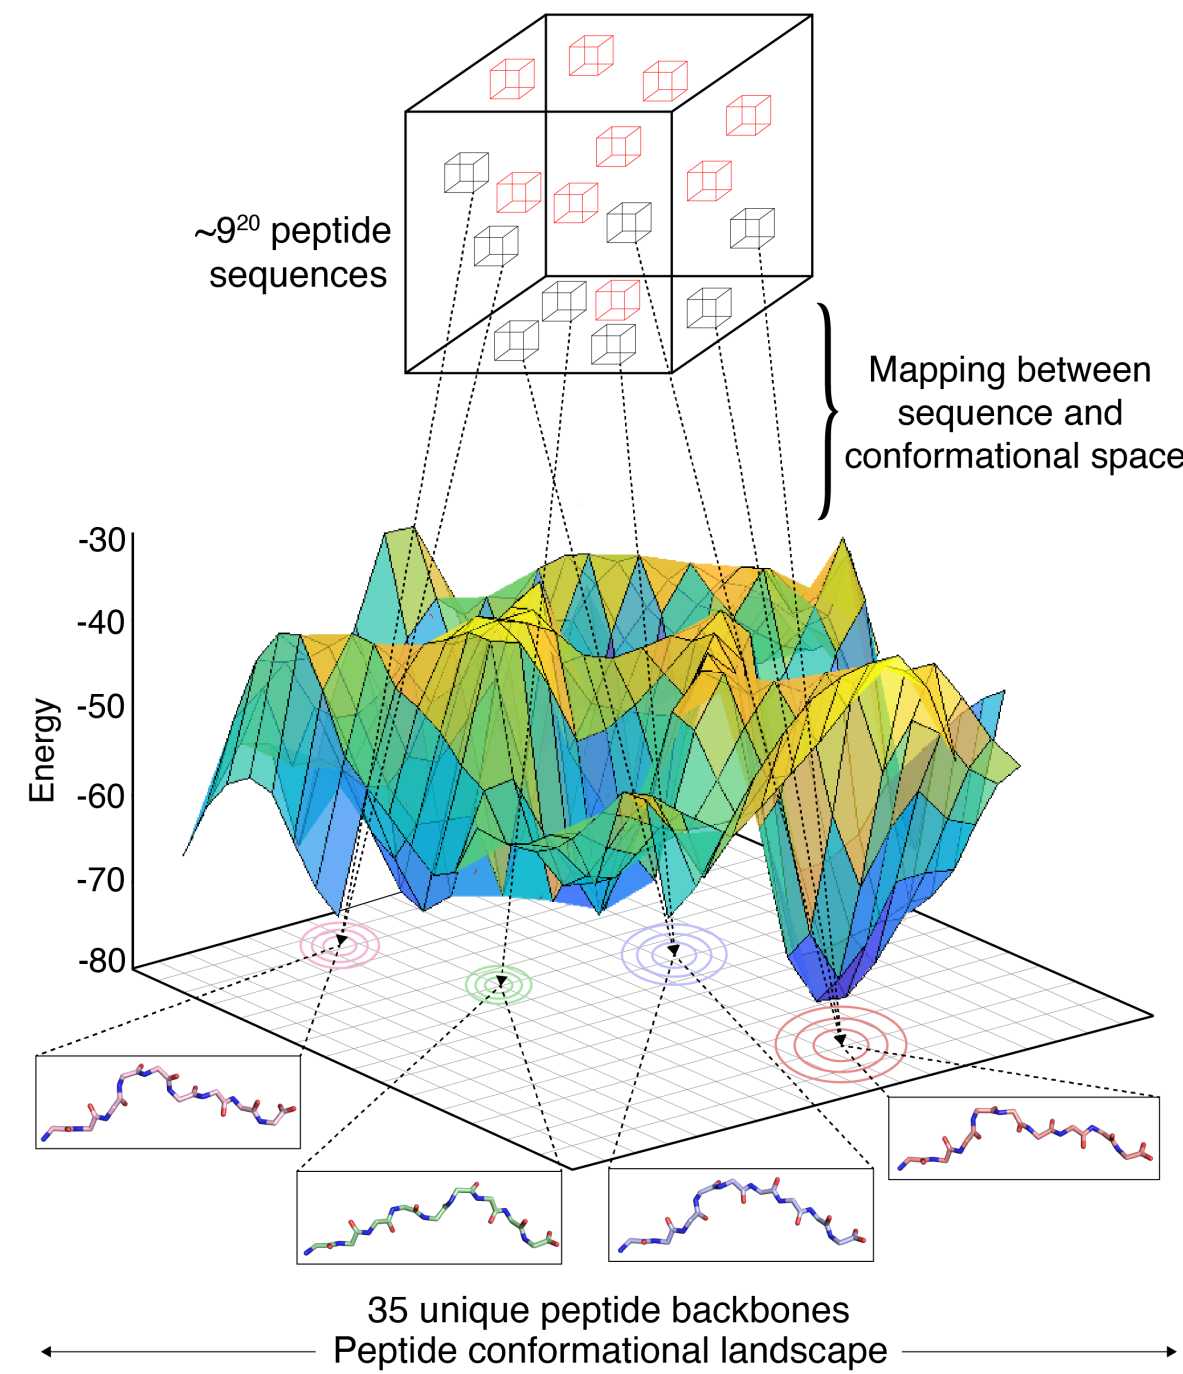 ~9²⁰ peptide
sequences
Mapping between
sequence and
conformational space
-30
-40
-50
-60
-70
-80
Energy
35 unique peptide backbones
Peptide conformational landscape